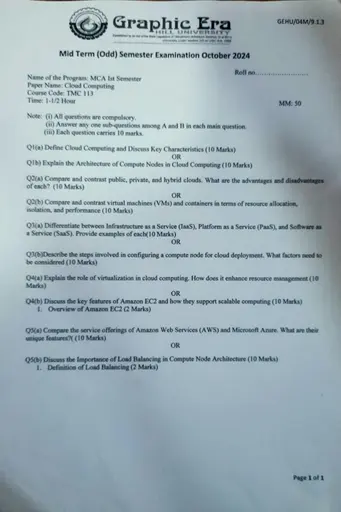 Graphic Era
HILL UNIVERSITY
GEHU/04M/9.1.3
Mid Term (Odd) Semester Examination October 2024
Roll no.....................
Name of the Program: MCA Ist Semester
Paper Name: Cloud Computing
Course Code: TMC 113
Time: 1-1/2 Hour
MM: 50
Note: (i) All questions are compulsory.
(ii) Answer any one sub-questions among A and B in each main question.
(iii) Each question carries 10 marks.
Q1(a) Define Cloud Computing and Discuss Key Characteristics (10 Marks)
OR
Q1(b) Explain the Architecture of Compute Nodes in Cloud Computing (10 Marks)
Q2(a) Compare and contrast public, private, and hybrid clouds. What are the advantages and disadvantages
of each? (10 Marks)
OR
Q2(b) Compare and contrast virtual machines (VMs) and containers in terms of resource allocation,
isolation, and performance (10 Marks)
Q3(a) Differentiate between Infrastructure as a Service (IaaS), Platform as a Service (PaaS), and Software as
a Service (SaaS). Provide examples of each(10 Marks)
OR
Q3(b)Describe the steps involved in configuring a compute node for cloud deployment. What factors need to
be considered (10 Marks)
Q4(a) Explain the role of virtualization in cloud computing. How does it enhance resource management (10
Marks)
OR
Q4(b) Discuss the key features of Amazon EC2 and how they support scalable computing (10 Marks)
1. Overview of Amazon EC2 (2 Marks)
Q5(a) Compare the service offerings of Amazon Web Services (AWS) and Microsoft Azure. What are their
unique features?( (10 Marks)
OR
Q5(b) Discuss the Importance of Load Balancing in Compute Node Architecture (10 Marks)
1. Definition of Load Balancing (2 Marks)
Page 1 of 1